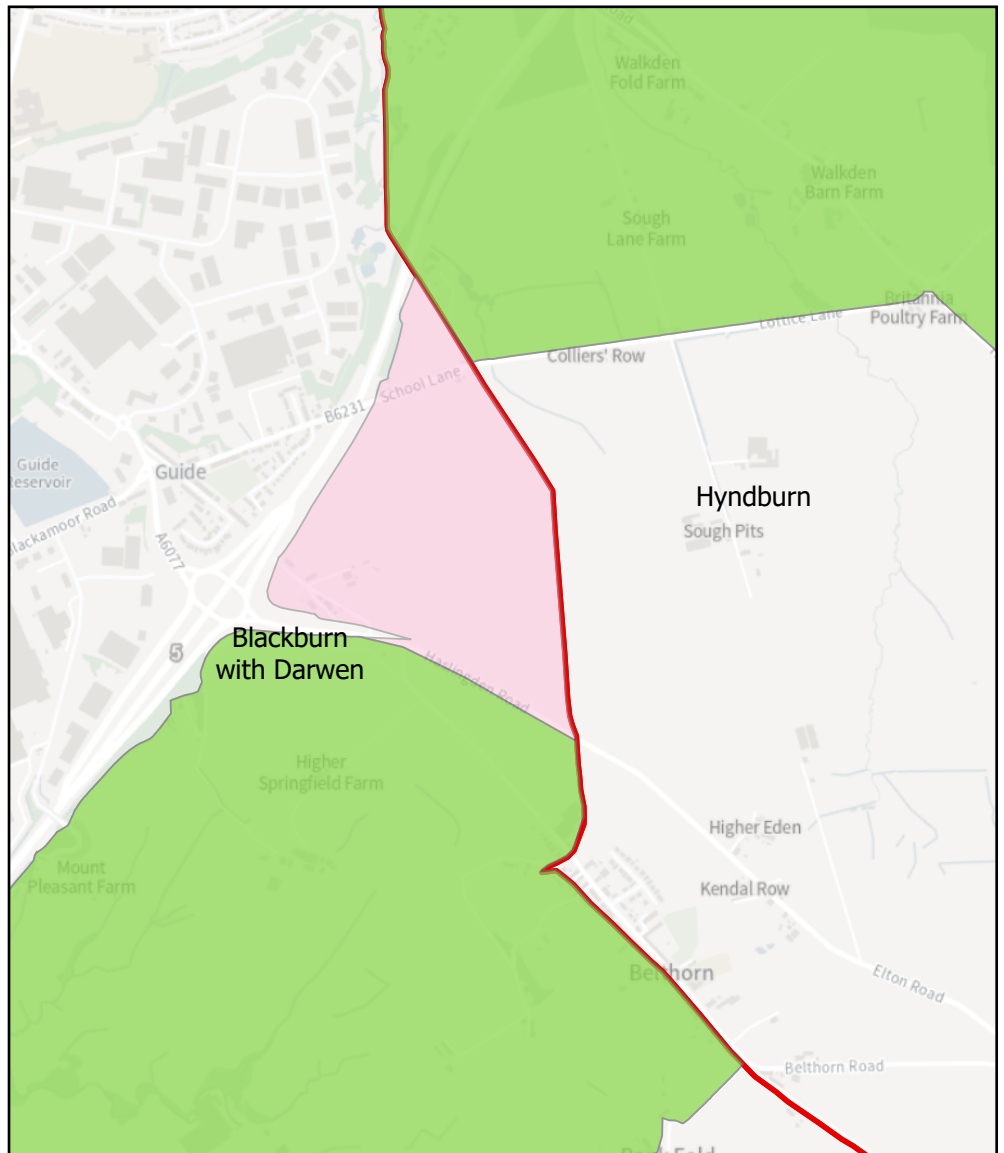 Road
Walkden
Fold Farm
Walkden
Barn Farm
Sough
Lane Farm
Britannia
Poultry Farm
Lottice Lane
Colliers' Row
School Lane
B6231
Guide
Guide
eservoir
Blackamoor Road
A6077
Hyndburn
Sough Pits
Blackburn
with Darwen
5
Haslingden Road
Higher
Springfield Farm
Higher Eden
Mount
Pleasant Farm
Kendal Row
Belthorn
Elton Road
Belthorn Road